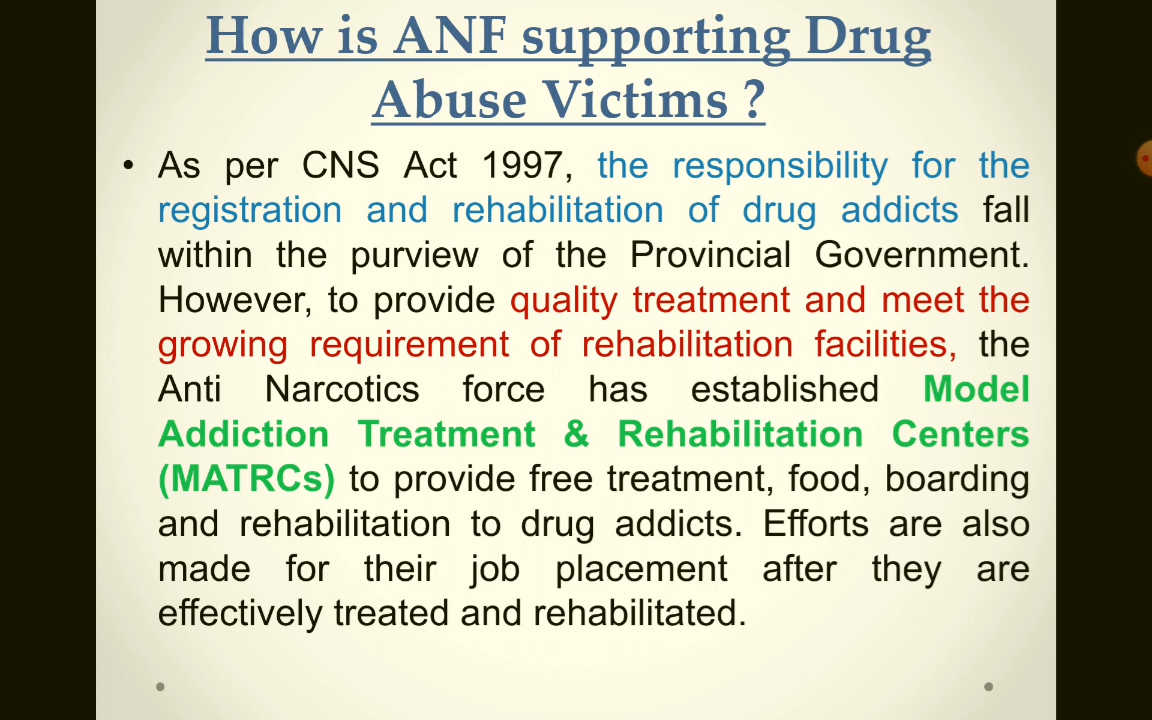 How is ANF supporting Drug
Abuse Victims ?
• As per CNS Act 1997, the responsibility for the
registration and rehabilitation of drug addicts fall
within the purview of the Provincial Government.
However, to provide quality treatment and meet the
growing requirement of rehabilitation facilities, the
Anti Narcotics force has established Model
Addiction Treatment & Rehabilitation Centers
(MATRCs) to provide free treatment, food, boarding
and rehabilitation to drug addicts. Efforts are also
made for their job placement after they are
effectively treated and rehabilitated.